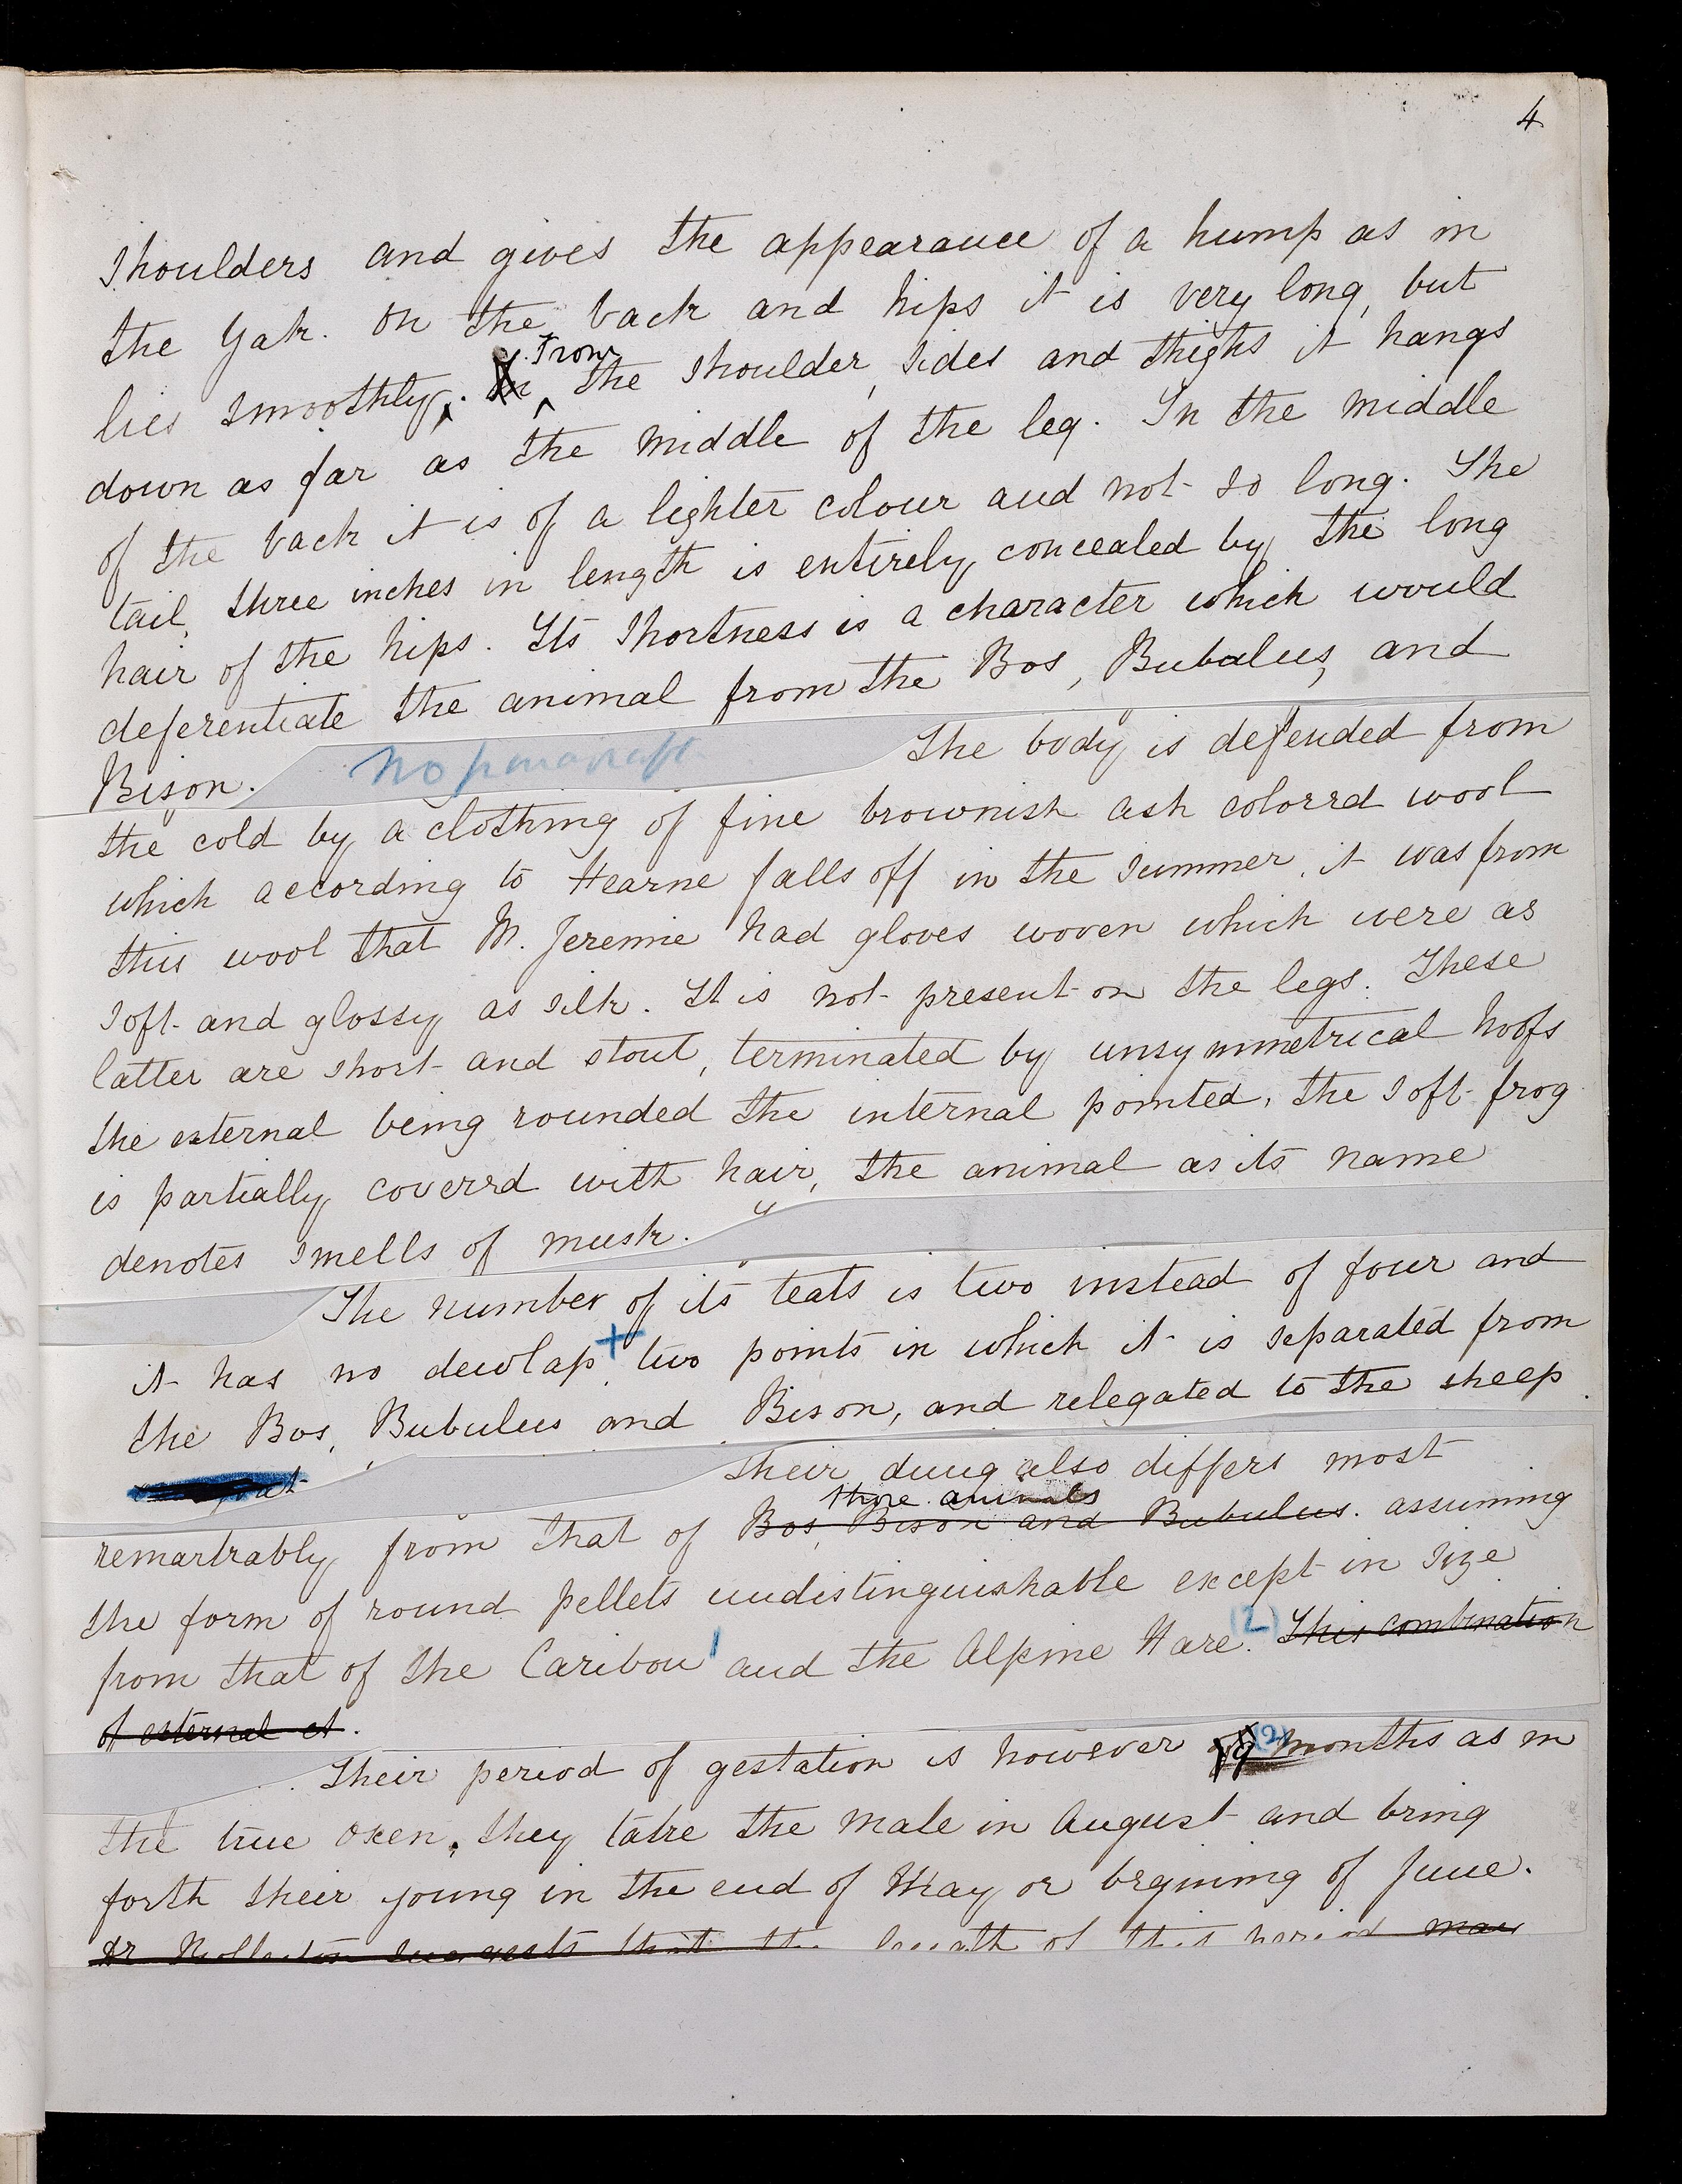 4
shoulders and gives the appearance of a hump as in
the Yak. On the back and hips it is very long, but
lies smoothly. From the shoulder, sides and thighs it hangs
down as far as the middle of the leg. In the middle
of the back it is of a lighter colour and not so long. The
tail, three inches in length is entirely concealed by the long
hair of the hips. Its shortness is a character which would
deferentiate the animal from the Bos, Bubalus, and
Bison. No paragraph The body is defended from
the cold by a clothing of fine brownish ash colored wool
which according to Hearne falls off in the summer, it was from
this wool that M. Jeremie had gloves woven which were as
soft and glossy as silk. It is not present on the legs. These
latter are short and stout, terminated by unsymmetrical hoofs
the external being rounded the internal pointed, the soft frog
is partially covered with hair, the animal as its name
denotes smells of musk.
The number of its teats is two instead of four and
it has no dewlap, + two points in which it is separated from
the Bos, Bubulus and Bison, and relegated to the sheep.
goat
Their dung also differs most
those animals
remarkably from that of Bos, Bison and Bubulus. assuming
the form of round pellets undistinguishable except in size
from that of the Caribou 1 and the Alpine Hare. (2) This combination
of external ct.
Their period of gestation is however 9 (2) months as in
the true oxen, they take the male in August and bring
forth their young in the end of May or begining of June.
Dr Rolleston suggests that the length of this period may